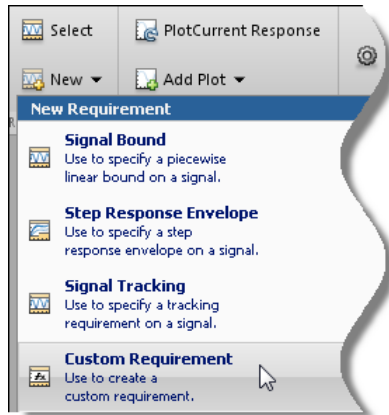 Select
PlotCurrent Response
New
Add Plot
New Requirement
R
Signal Bound
Use to specify a piecewise
linear bound on a signal.
Step Response Envelope
Use to specify a step
response envelope on a signal.
Signal Tracking
Use to specify a tracking
requirement on a signal.
Custom Requirement
Use to create a
custom requirement.